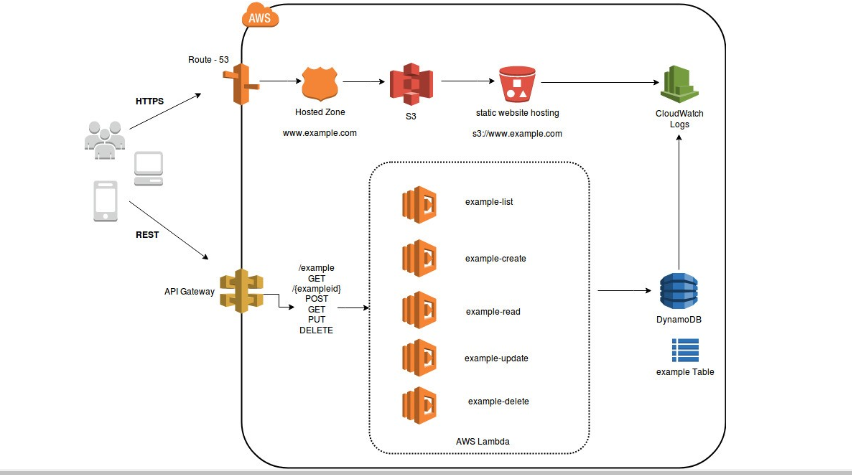 AWS
Route - 53
HTTPS
Hosted Zone
www.example.com
S3
static website hosting
s3://www.example.com
CloudWatch
Logs
REST
API Gateway
/example
GET
/{exampleid}
POST
GET
PUT
DELETE
example-list
example-create
example-read
example-update
example-delete
AWS Lambda
DynamoDB
example Table